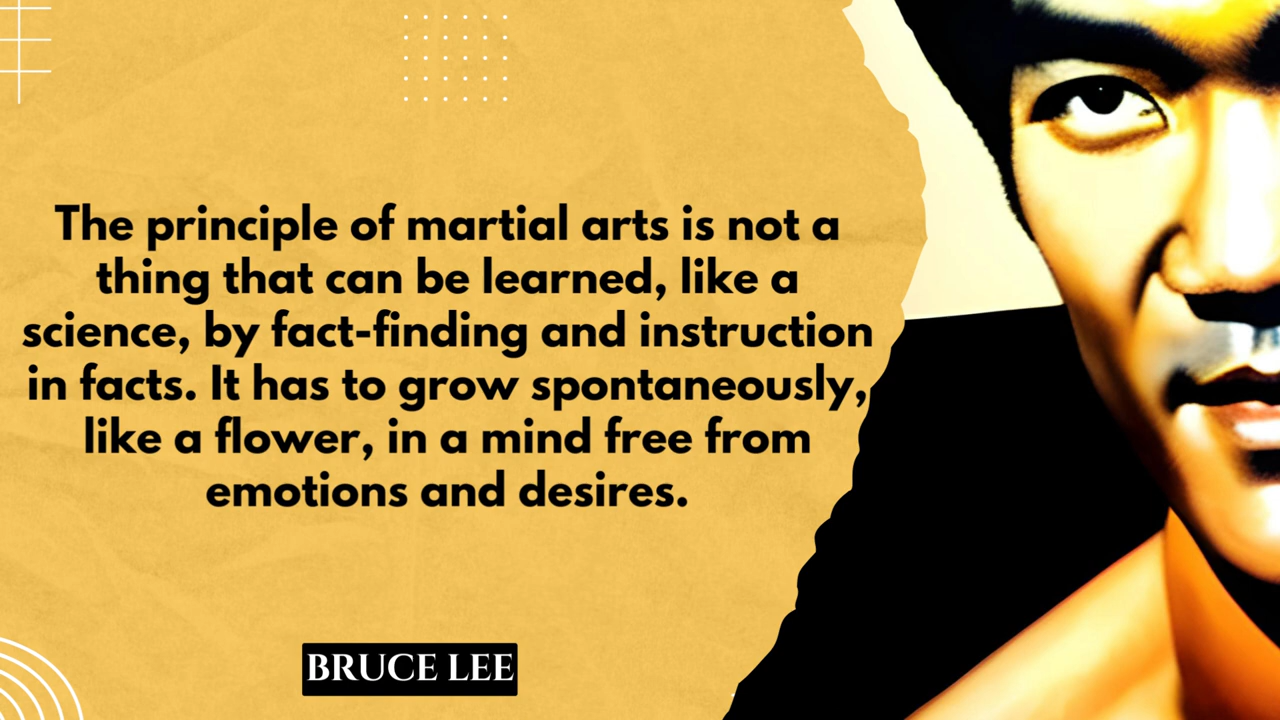 The principle of martial arts is not a
thing that can be learned, like a
science, by fact-finding and instruction
in facts. It has to grow spontaneously,
like a flower, in a mind free from
emotions and desires.
BRUCE LEE